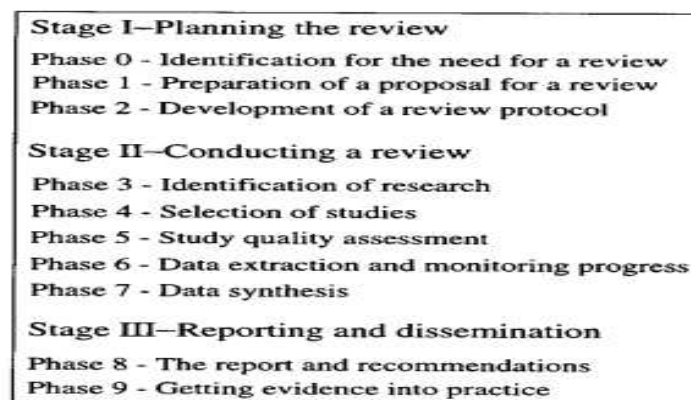 Stage I–Planning the review
Phase 0 - Identification for the need for a review
Phase 1 - Preparation of a proposal for a review
Phase 2 - Development of a review protocol
Stage II–Conducting a review
Phase 3 - Identification of research
Phase 4 - Selection of studies
Phase 5 - Study quality assessment
Phase 6 - Data extraction and monitoring progress
Phase 7 - Data synthesis
Stage III–Reporting and dissemination
Phase 8 - The report and recommendations
Phase 9 - Getting evidence into practice